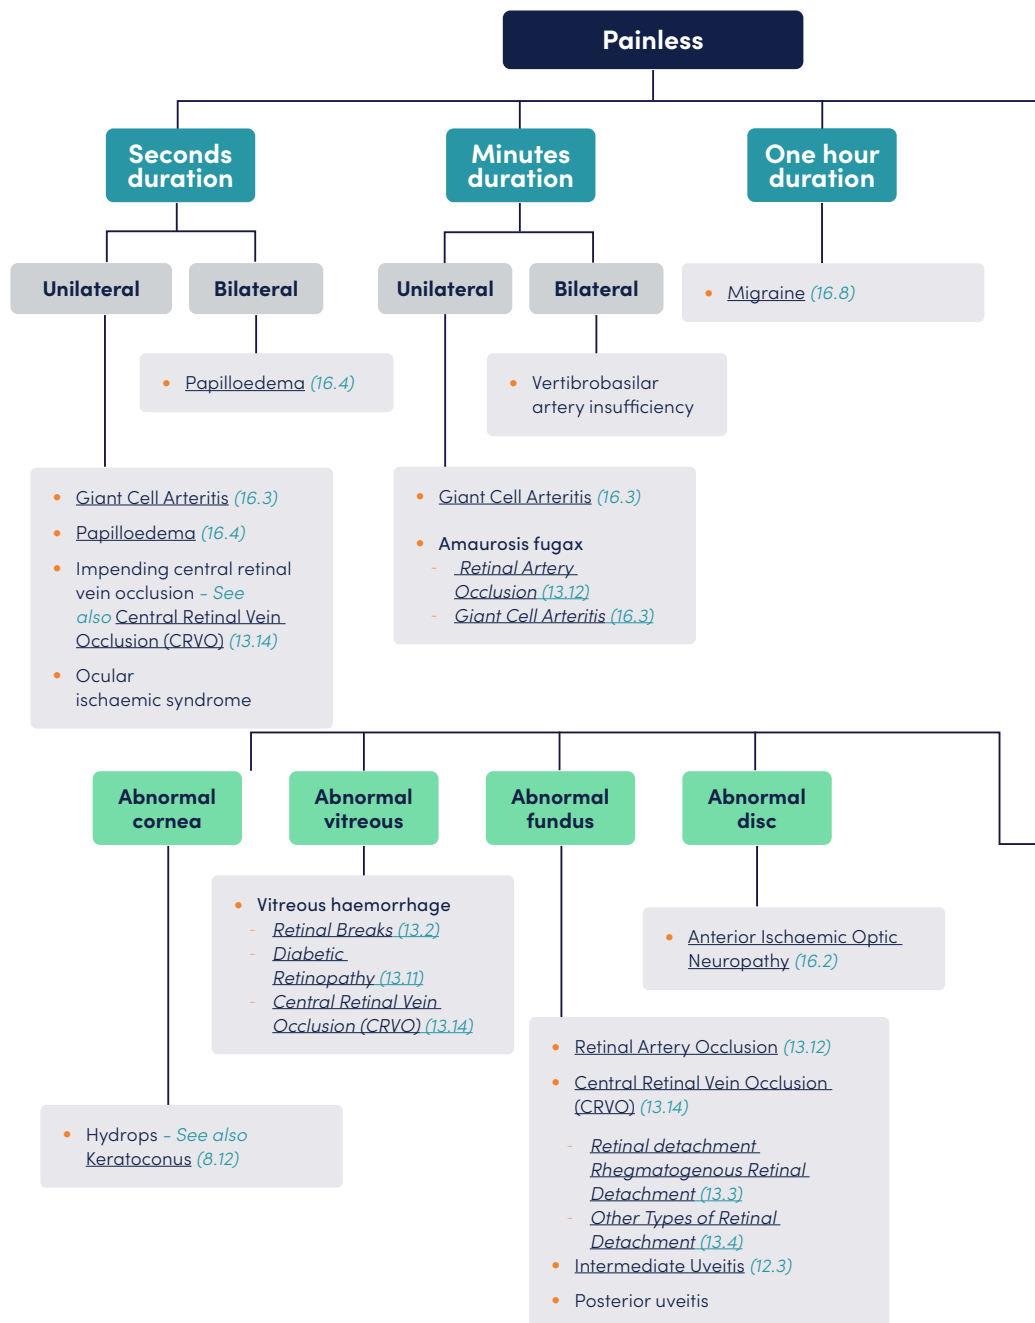 Painless
Seconds
duration
Minutes
duration
One hour
duration
Unilateral
Bilateral
Unilateral
Bilateral
• Migraine (16.8)
• Papilloedema (16.4)
• Vertibrobasilar
artery insufficiency
• Giant Cell Arteritis (16.3)
• Papilloedema (16.4)
• Impending central retinal
vein occlusion - See
also Central Retinal Vein
Occlusion (CRVO) (13.14)
• Ocular
ischaemic syndrome
• Giant Cell Arteritis (16.3)
• Amaurosis fugax
- Retinal Artery
Occlusion (13.12)
- Giant Cell Arteritis (16.3)
Abnormal
cornea
Abnormal
vitreous
Abnormal
fundus
Abnormal
disc
• Hydrops - See also
Keratoconus (8.12)
• Vitreous haemorrhage
- Retinal Breaks (13.2)
- Diabetic
Retinopathy (13.11)
- Central Retinal Vein
Occlusion (CRVO) (13.14)
• Retinal Artery Occlusion (13.12)
• Central Retinal Vein Occlusion
(CRVO) (13.14)
- Retinal detachment
Rhegmatogenous Retinal
Detachment (13.3)
- Other Types of Retinal
Detachment (13.4)
• Intermediate Uveitis (12.3)
• Posterior uveitis
• Anterior Ischaemic Optic
Neuropathy (16.2)